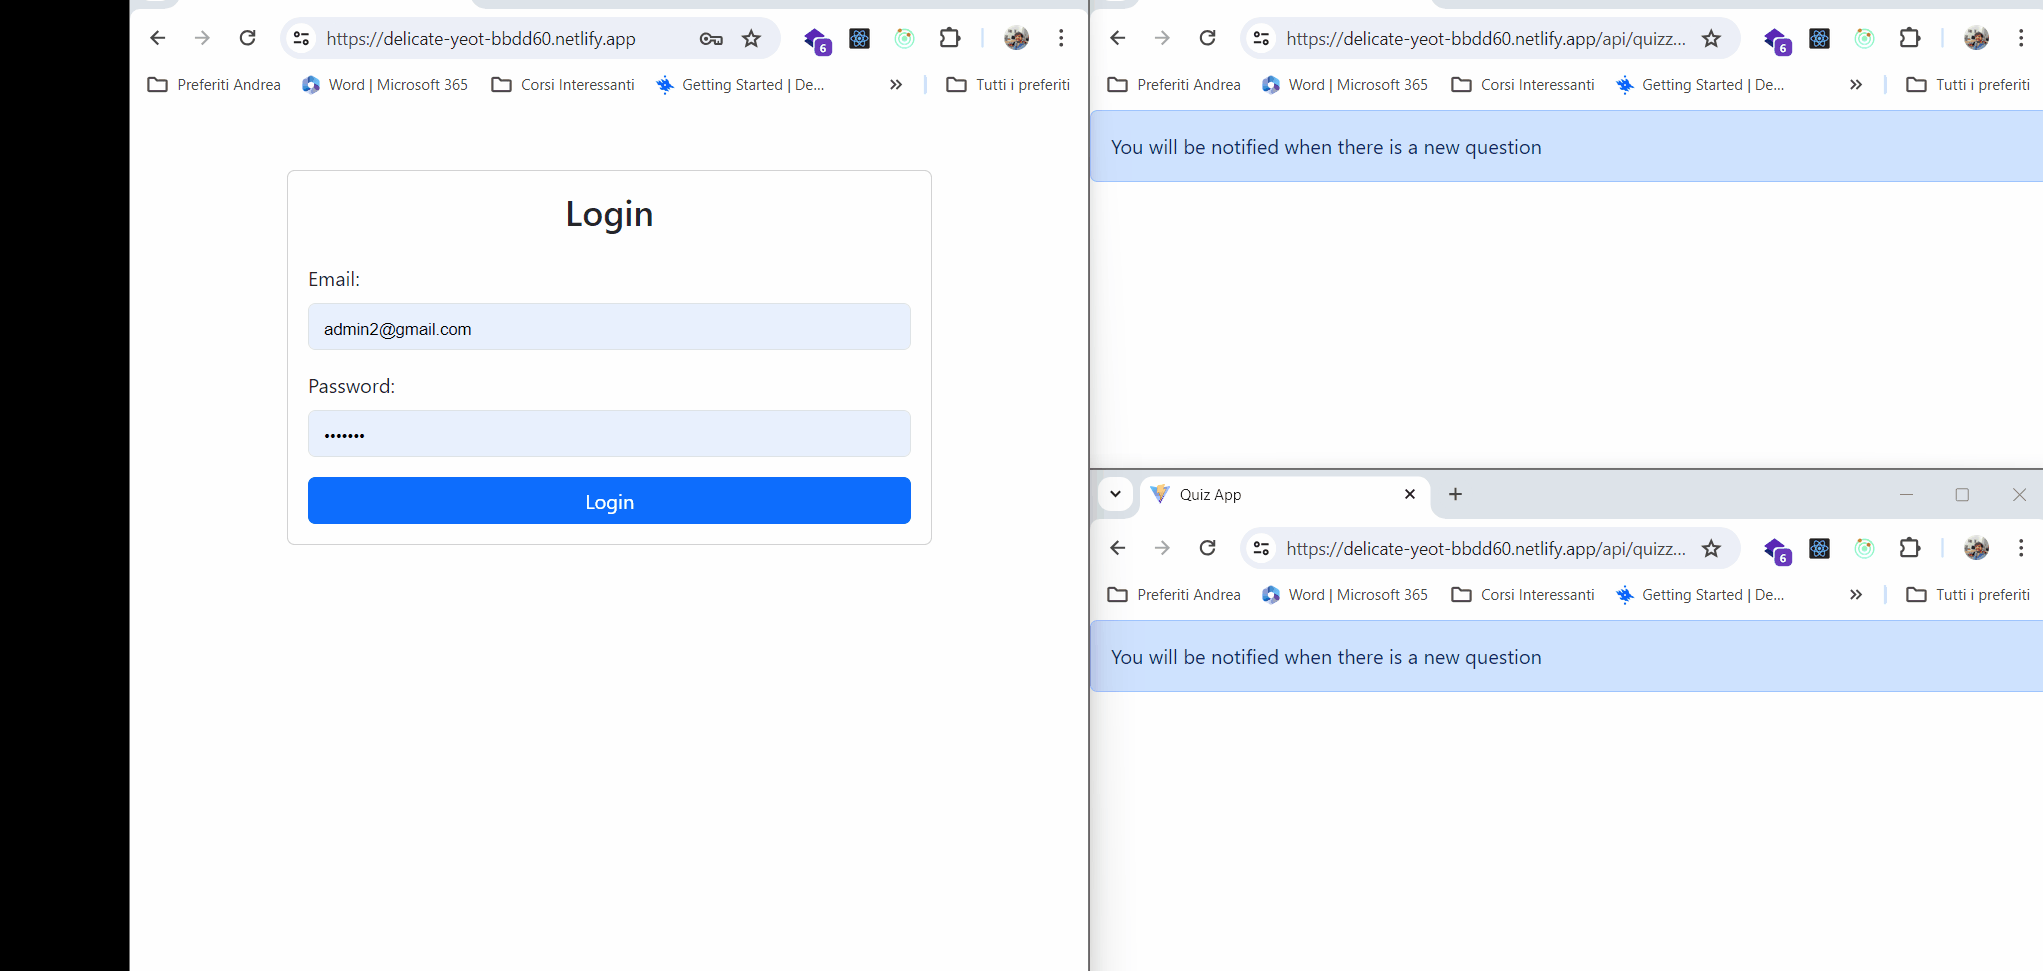 https://delicate-yeot-bbdd60.netlify.app
6
Preferiti Andrea
Word | Microsoft 365
Corsi Interessanti
Getting Started | De...
Tutti i preferiti
Login
Email:
admin2@gmail.com
Password:
•••••••
Login
https://delicate-yeot-bbdd60.netlify.app/api/quizz...
6
Preferiti Andrea
Word | Microsoft 365
Corsi Interessanti
Getting Started | De...
Tutti i preferiti
You will be notified when there is a new question
Quiz App
https://delicate-yeot-bbdd60.netlify.app/api/quizz...
6
Preferiti Andrea
Word | Microsoft 365
Corsi Interessanti
Getting Started | De...
Tutti i preferiti
You will be notified when there is a new question